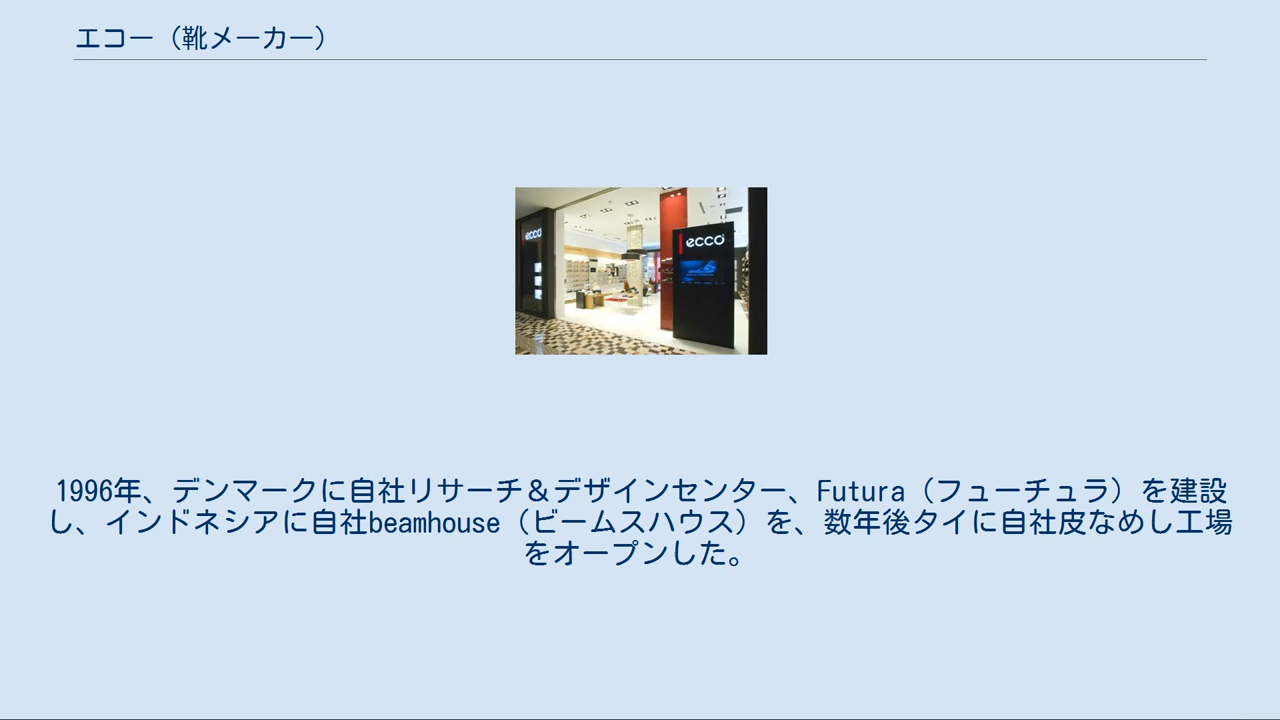 エコー（靴メーカー）
ecco
ecco
1996年、デンマークに自社リサーチ＆デザインセンター、Futura（フューチュラ）を建設
し、インドネシアに自社beamhouse（ビームスハウス）を、数年後タイに自社皮なめし工場
をオープンした。